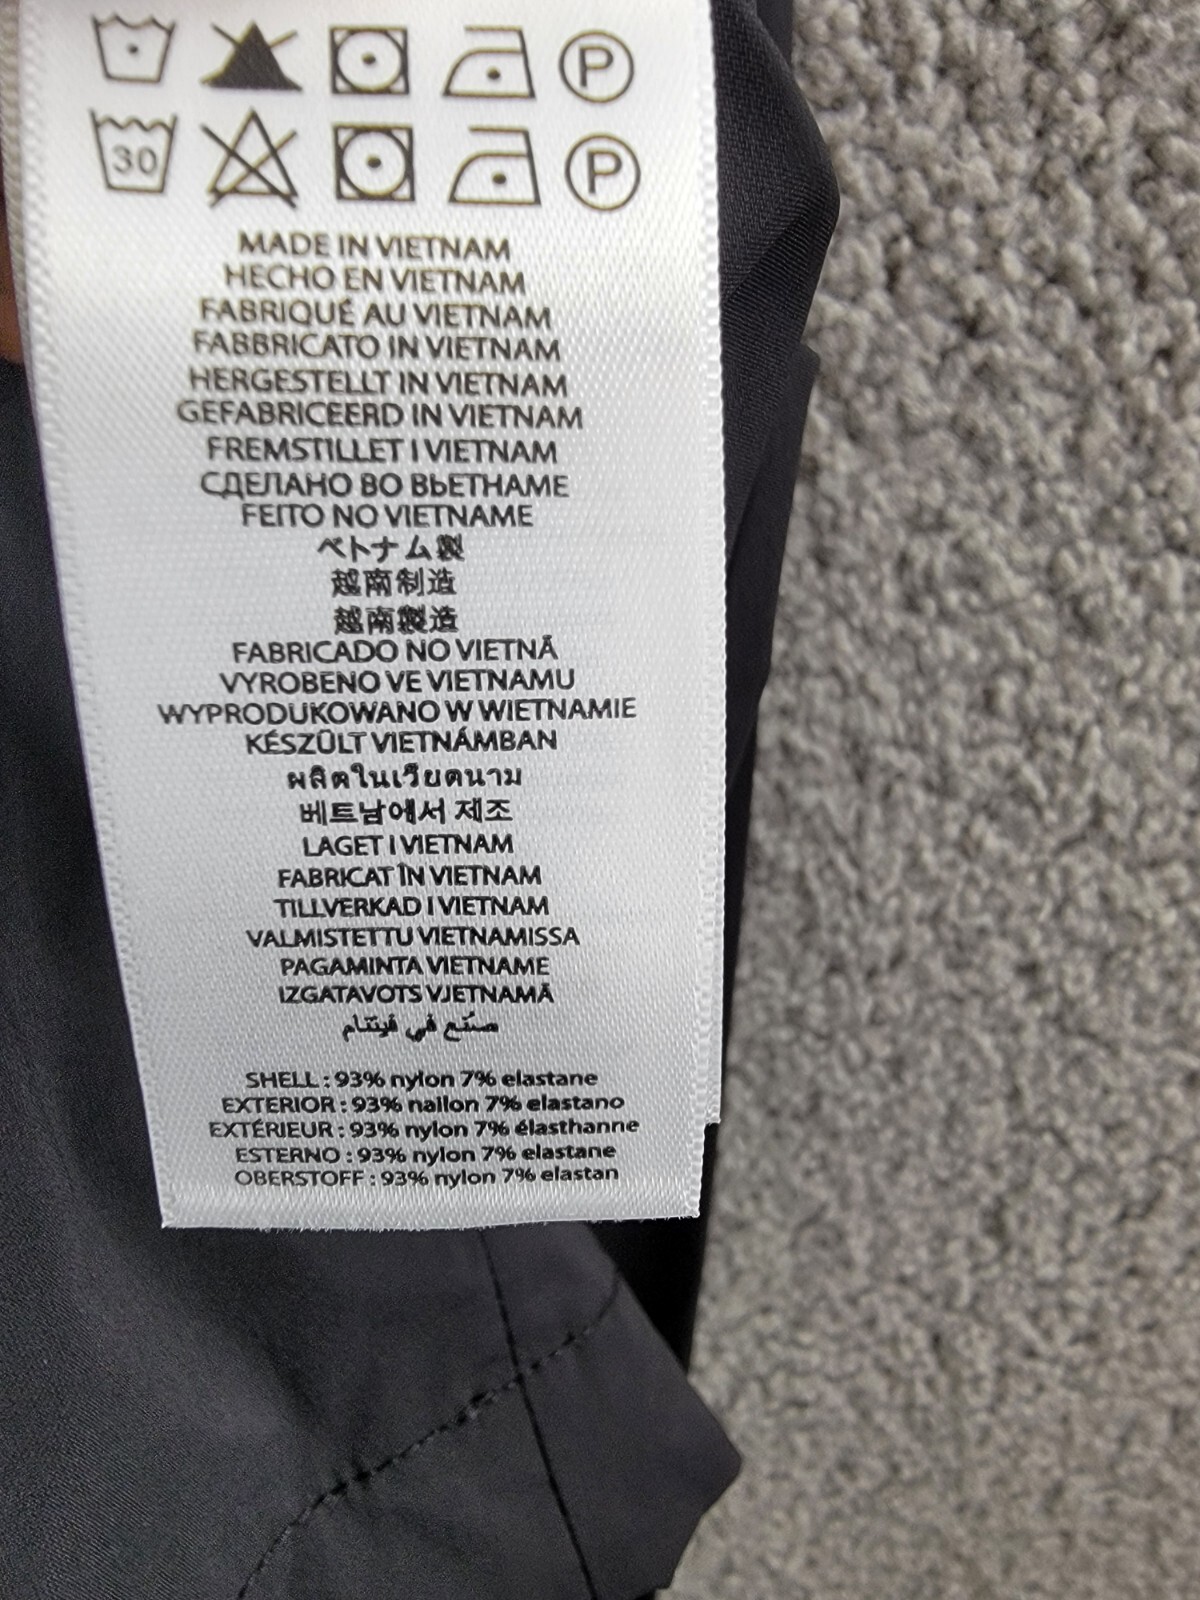 P
30 P
MADE IN VIETNAM
HECHO EN VIETNAM
FABRIQUÉ AU VIETNAM
FABBRICATO IN VIETNAM
HERGESTELLT IN VIETNAM
GEFABRICEERD IN VIETNAM
FREMSTILLET I VIETNAM
СДЕЛАНО ВО ВЬЕТНАМЕ
FEITO NO VIETNAME
ベトナム製
越南制造
越南製造
FABRICADO NO VIETNÃ
VYROBENO VE VIETNAMU
WYPRODUKOWANO W WIETNAMIE
KÉSZÜLT VIETNÁMBAN
ผลิตในเวียดนาม
베트남에서 제조
LAGET I VIETNAM
FABRICAT ÎN VIETNAM
TILLVERKAD I VIETNAM
VALMISTETTU VIETNAMISSA
PAGAMINTA VIETNAME
IZGATAVOTS VJETNAMĀ
صنّع في فيتنام
SHELL : 93% nylon 7% elastane
EXTERIOR : 93% nailon 7% elastano
EXTÉRIEUR : 93% nylon 7% élasthanne
ESTERNO : 93% nylon 7% elastane
OBERSTOFF : 93% nylon 7% elastan